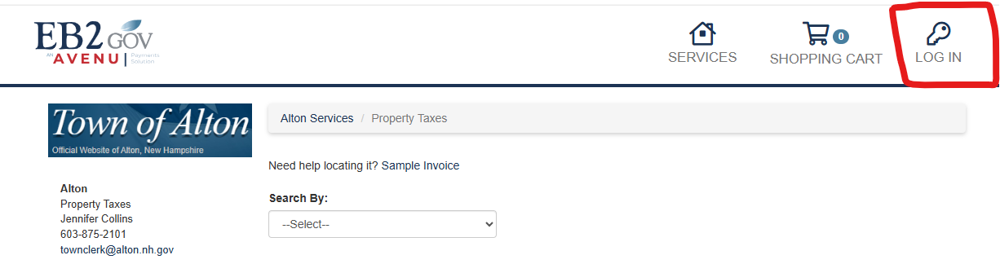 EB2 GOV
AN AVENU | Payments Solution
SERVICES
0
SHOPPING CART
LOG IN
Town of Alton
Official Website of Alton, New Hampshire
Alton Services / Property Taxes
Need help locating it? Sample Invoice
Alton
Property Taxes
Jennifer Collins
603-875-2101
townclerk@alton.nh.gov
Search By:
--Select--